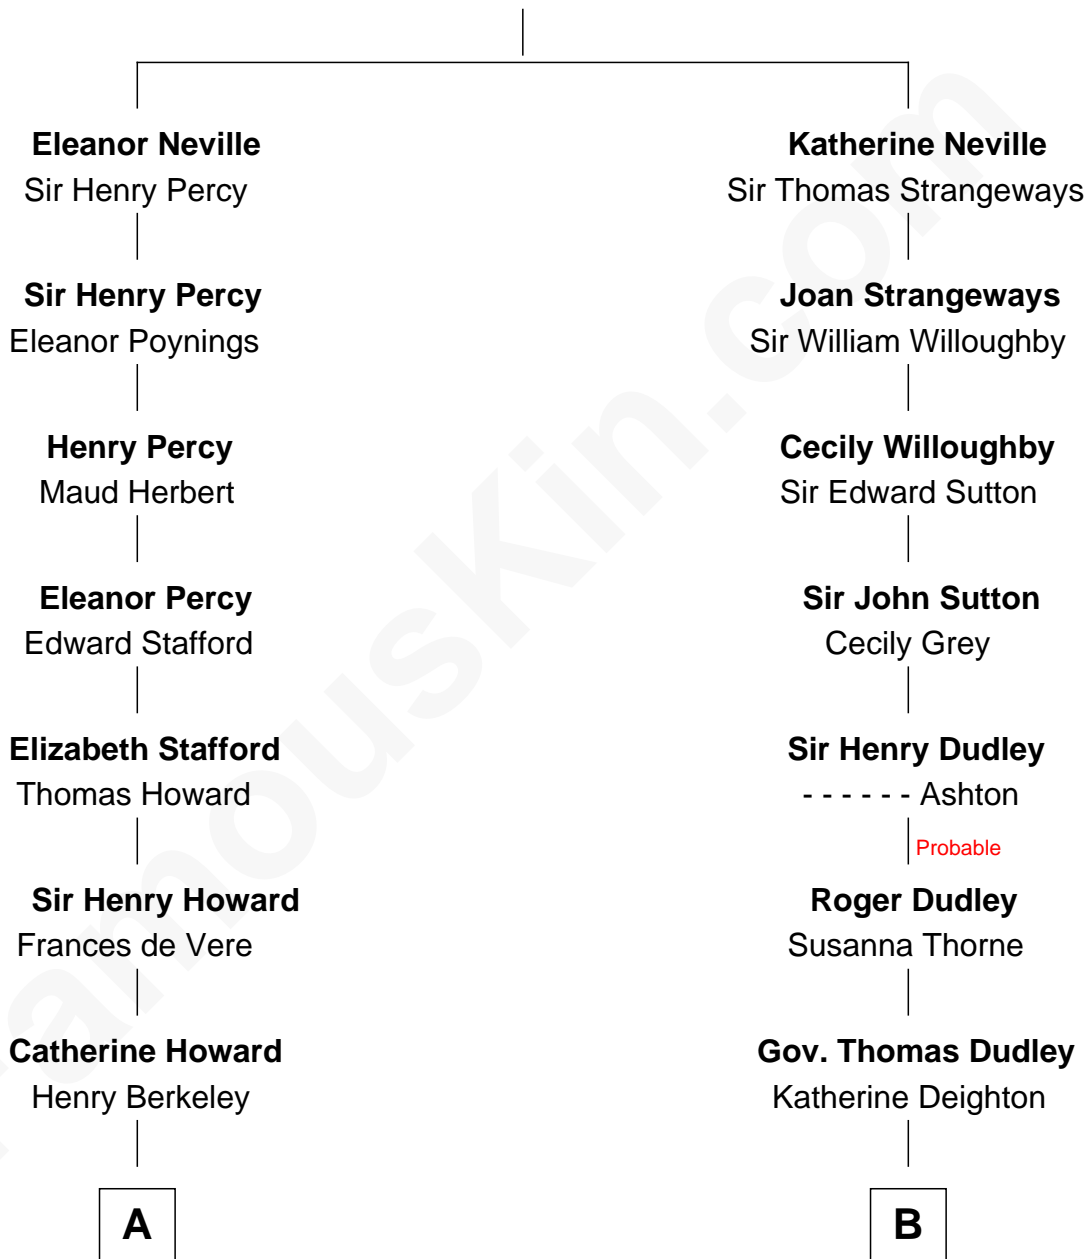 Eleanor Neville
Sir Henry Percy
Katherine Neville
Sir Thomas Strangeways
Sir Henry Percy
Eleanor Poynings
Joan Strangeways
Sir William Willoughby
Henry Percy
Maud Herbert
Cecily Willoughby
Sir Edward Sutton
Eleanor Percy
Edward Stafford
Sir John Sutton
Cecily Grey
Elizabeth Stafford
Thomas Howard
Sir Henry Dudley
- - - - - - Ashton
Probable
Sir Henry Howard
Frances de Vere
Roger Dudley
Susanna Thorne
Catherine Howard
Henry Berkeley
Gov. Thomas Dudley
Katherine Deighton
A
B
FamousKin.com